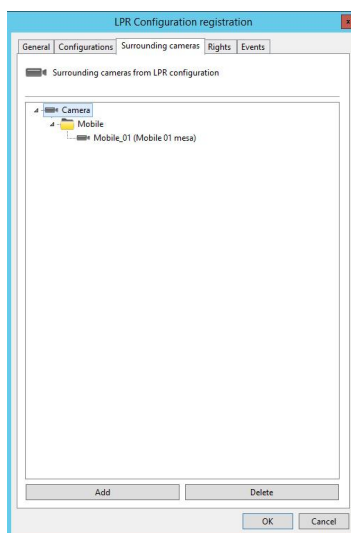 LPR Configuration registration
x
General Configurations Surrounding cameras Rights Events
Surrounding cameras from LPR configuration
Camera
Mobile
Mobile_01 (Mobile 01 mesa)
Add Delete
OK Cancel